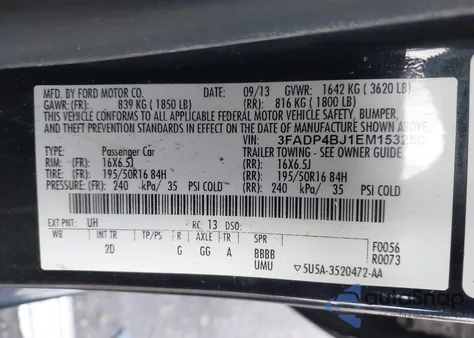 MFD. BY FORD MOTOR CO. DATE: 09/13 GVWR: 1642 KG ( 3620 LB)
GAWR: (FR): 839 KG ( 1850 LB) (RR): 816 KG ( 1800 LB)
THIS VEHICLE CONFORMS TO ALL APPLICABLE FEDERAL MOTOR VEHICLE SAFETY, BUMPER,
AND THEFT PREVENTION STANDARDS IN EFFECT ON THE DATE OF MANUFACTURE SHOWN ABOVE.
VIN: 3FADP4BJ1EM15325
TYPE: Passenger Car TRAILER TOWING - SEE OWNER GUIDE
RIM: (FR): 16X6.5J (RR): 16X6.5J
TIRE: (FR): 195/50R16 84H (RR): 195/50R16 84H
PRESSURE: (FR): 240 kPa/ 35 PSI COLD (RR): 240 kPa/ 35 PSI COLD
EXT PNT: UH RC: 13 DSO:
WB INT TR TP/PS R AXLE TR SPR F0056
2D G GG A BBBB R0073
UMU ▽5U5A-3520472-AA
autoSnap